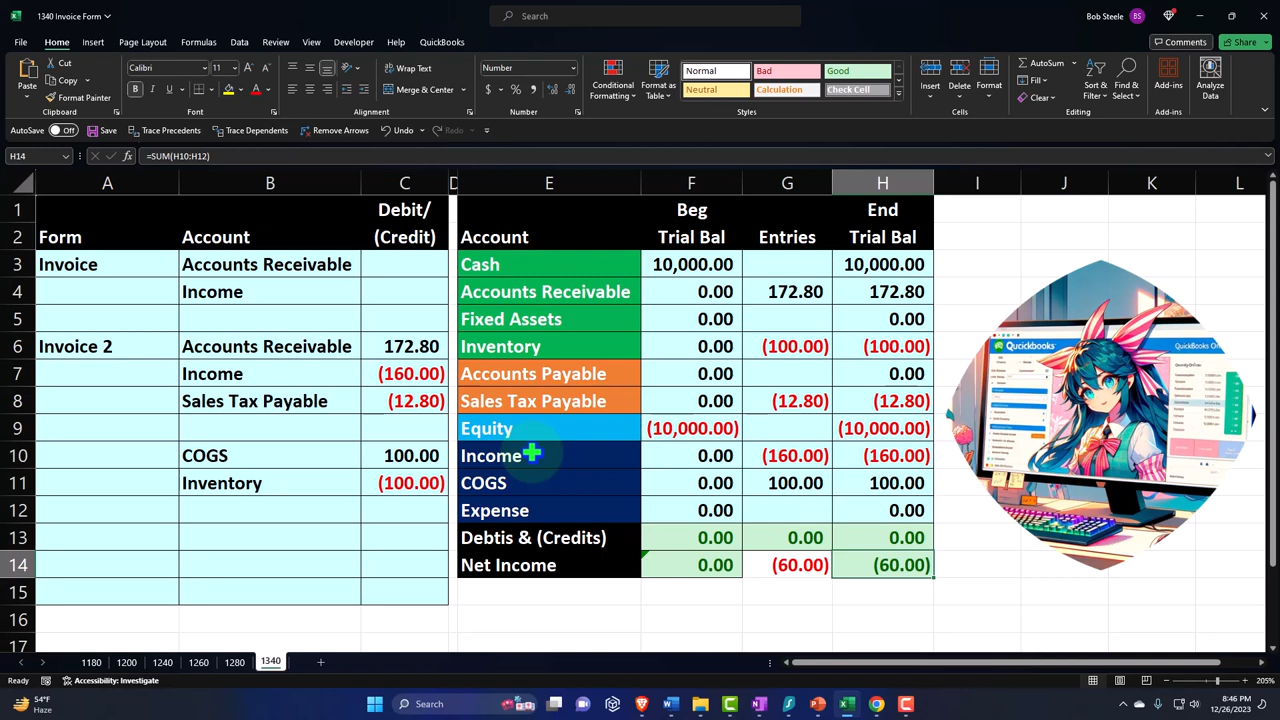 1340 Invoice Form
Search
Bob Steele BS
File Home Insert Page Layout Formulas Data Review View Developer Help QuickBooks
Comments Share
Paste
Cut
Copy
Format Painter
Clipboard
Calibri 11
B I U
Font
Wrap Text
Merge & Center
Alignment
Number
$ % 9
Number
Conditional Formatting
Format as Table
Normal Bad Good
Neutral Calculation Check Cell
Styles
Insert Delete Format
Cells
AutoSum
Fill
Clear
Sort & Filter
Find & Select
Editing
Add-ins
Add-ins
Analyze Data
AutoSave Off Save Trace Precedents Trace Dependents Remove Arrows Undo Redo
H14 fx =SUM(H10:H12)
A B C D E F G H I J K L
1 Debit/ Beg End
2 Form Account (Credit) Account Trial Bal Entries Trial Bal
3 Invoice Accounts Receivable Cash 10,000.00 10,000.00
4 Income Accounts Receivable 0.00 172.80 172.80
5 Fixed Assets 0.00 0.00
6 Invoice 2 Accounts Receivable 172.80 Inventory 0.00 (100.00) (100.00)
7 Income (160.00) Accounts Payable 0.00 0.00
8 Sales Tax Payable (12.80) Sales Tax Payable 0.00 (12.80) (12.80)
9 Equity (10,000.00) (10,000.00)
10 COGS 100.00 Income 0.00 (160.00) (160.00)
11 Inventory (100.00) COGS 0.00 100.00 100.00
12 Expense 0.00 0.00
13 Debtis & (Credits) 0.00 0.00 0.00
14 Net Income 0.00 (60.00) (60.00)
15
16
17
QuickBooks
1180 1200 1240 1260 1280 1340
Ready Accessibility: Investigate 205%
54°F
Haze
Search
8:46 PM
12/26/2023